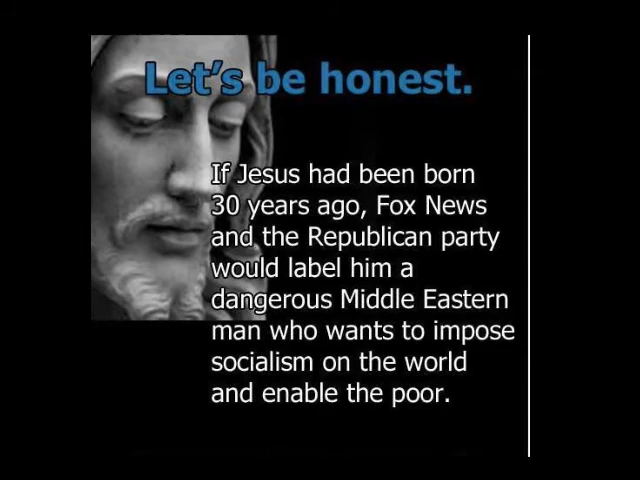 Let's be honest.
If Jesus had been born
30 years ago, Fox News
and the Republican party
would label him a
dangerous Middle Eastern
man who wants to impose
socialism on the world
and enable the poor.